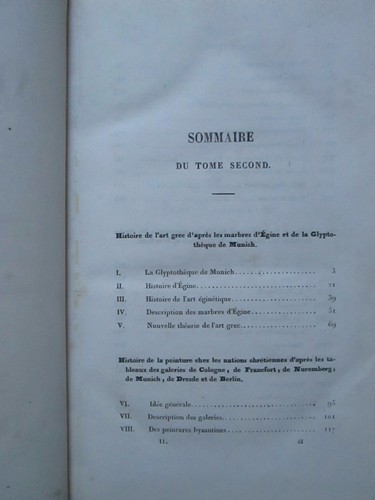 SOMMAIRE
DU TOME SECOND.
Histoire de l'art grec d'après les marbres d'Égine et de la Glypto-
thèque de Munich.
I. La Glyptothèque de Munich......................... 3
II. Histoire d'Égine......................... 21
III. Histoire de l'art éginétique......................... 39
IV. Description des marbres d'Égine......................... 51
V. Nouvelle théorie de l'art grec......................... 69
Histoire de la peinture chez les nations chrétiennes d'après les ta-
bleaux des galeries de Cologne, de Francfort, de Nuremberg;
de Munich, de Dresde et de Berlin.
VI. Idée générale......................... 95
VII. Description des galeries......................... 101
VIII. Des peintures byzantines......................... 117
II. a